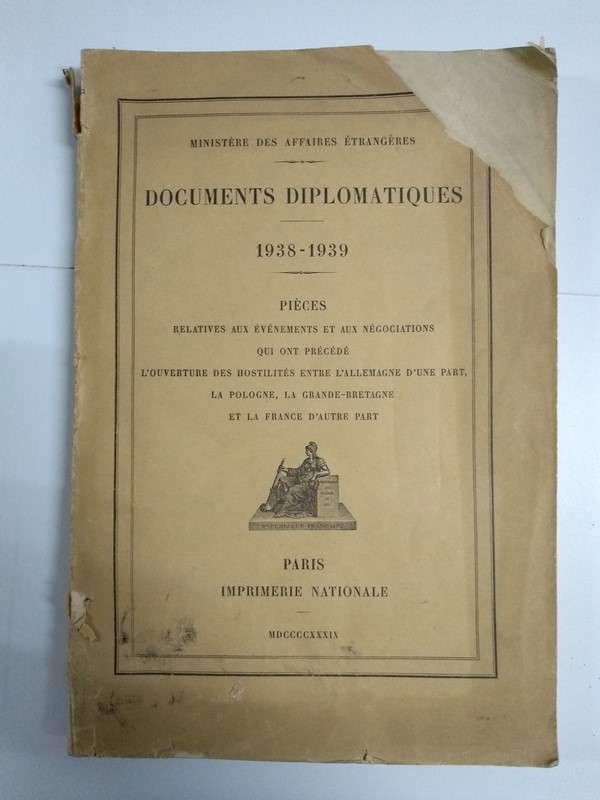 MINISTÈRE DES AFFAIRES ÉTRANGÈRES
DOCUMENTS DIPLOMATIQUES
1938-1939
PIÈCES
RELATIVES AUX ÉVÉNEMENTS ET AUX NÉGOCIATIONS
QUI ONT PRÉCÉDÉ
L'OUVERTURE DES HOSTILITÉS ENTRE L'ALLEMAGNE D'UNE PART,
LA POLOGNE, LA GRANDE-BRETAGNE
ET LA FRANCE D'AUTRE PART
RÉPUBLIQUE FRANÇAISE
PARIS
IMPRIMERIE NATIONALE
MDCCCCXXXIX